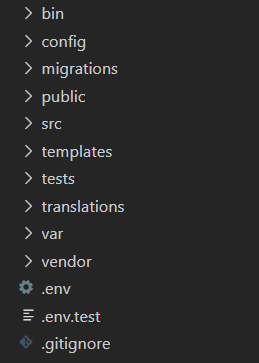 bin
config
migrations
public
src
templates
tests
translations
var
vendor
.env
.env.test
.gitignore